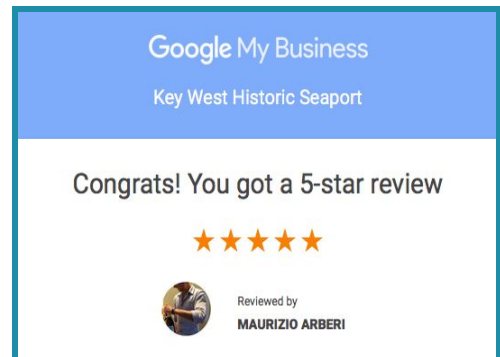 Google My Business
Key West Historic Seaport
Congrats! You got a 5-star review
Reviewed by
MAURIZIO ARBERI